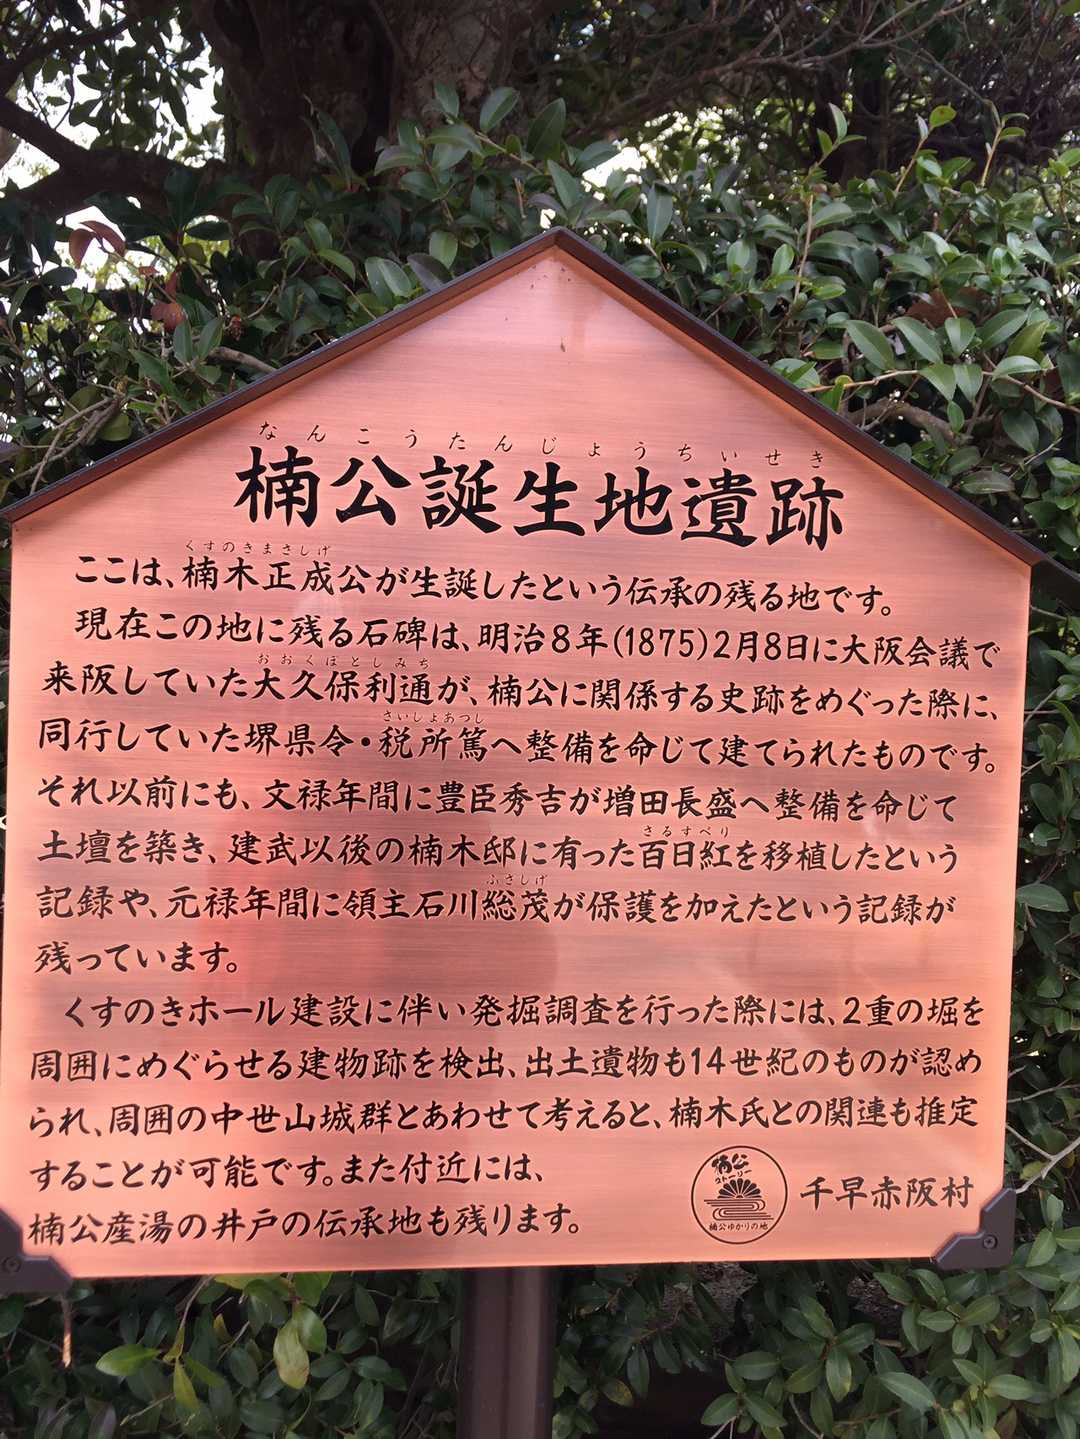 なんこうたんじょうちいせき
楠公誕生地遺跡
くすのきまさしげ
ここは、楠木正成公が生誕したという伝承の残る地です。
現在この地に残る石碑は、明治8年(1875)2月8日に大阪会議で
おおくぼとしみち
来阪していた大久保利通が、楠公に関係する史跡をめぐった際に、
さいしょあつし
同行していた堺県令・税所篤へ整備を命じて建てられたものです。
それ以前にも、文禄年間に豊臣秀吉が増田長盛へ整備を命じて
さるすべり
土壇を築き、建武以後の楠木邸に有った百日紅を移植したという
ふさしげ
記録や、元禄年間に領主石川総茂が保護を加えたという記録が
残っています。
くすのきホール建設に伴い発掘調査を行った際には、2重の堀を
周囲にめぐらせる建物跡を検出、出土遺物も14世紀のものが認め
られ、周囲の中世山城群とあわせて考えると、楠木氏との関連も推定
することが可能です。また付近には、
楠公産湯の井戸の伝承地も残ります。
楠公
ストーリー
楠公ゆかりの地
千早赤阪村